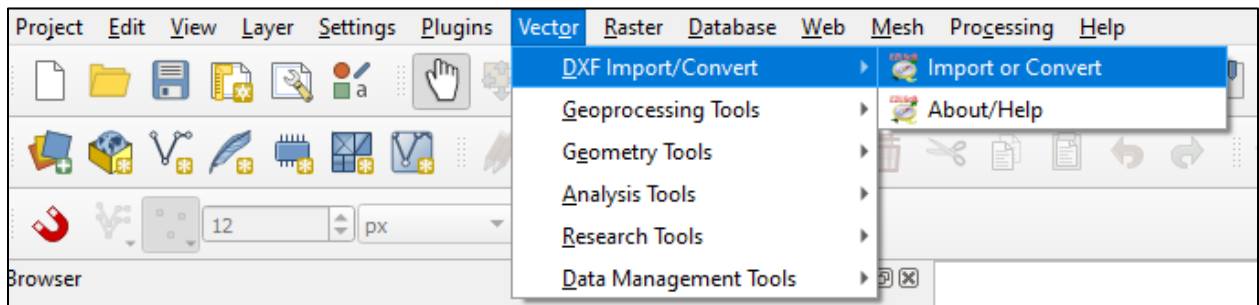 Project Edit View Layer Settings Plugins Vector Raster Database Web Mesh Processing Help
DXF Import/Convert
Import or Convert
Geoprocessing Tools
About/Help
Geometry Tools
Analysis Tools
12 px
Research Tools
Data Management Tools
Browser